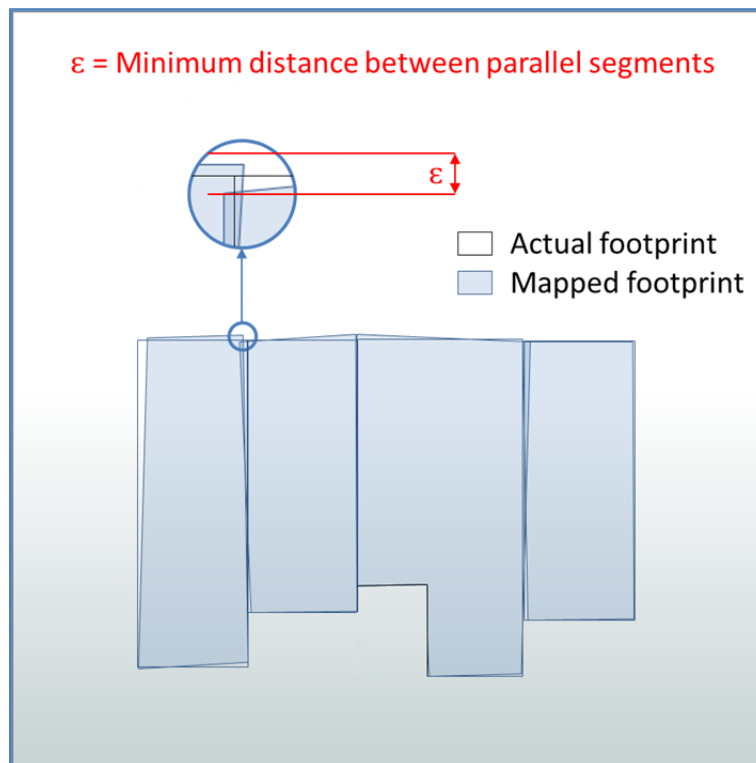 ε = Minimum distance between parallel segments
ε
Actual footprint
Mapped footprint